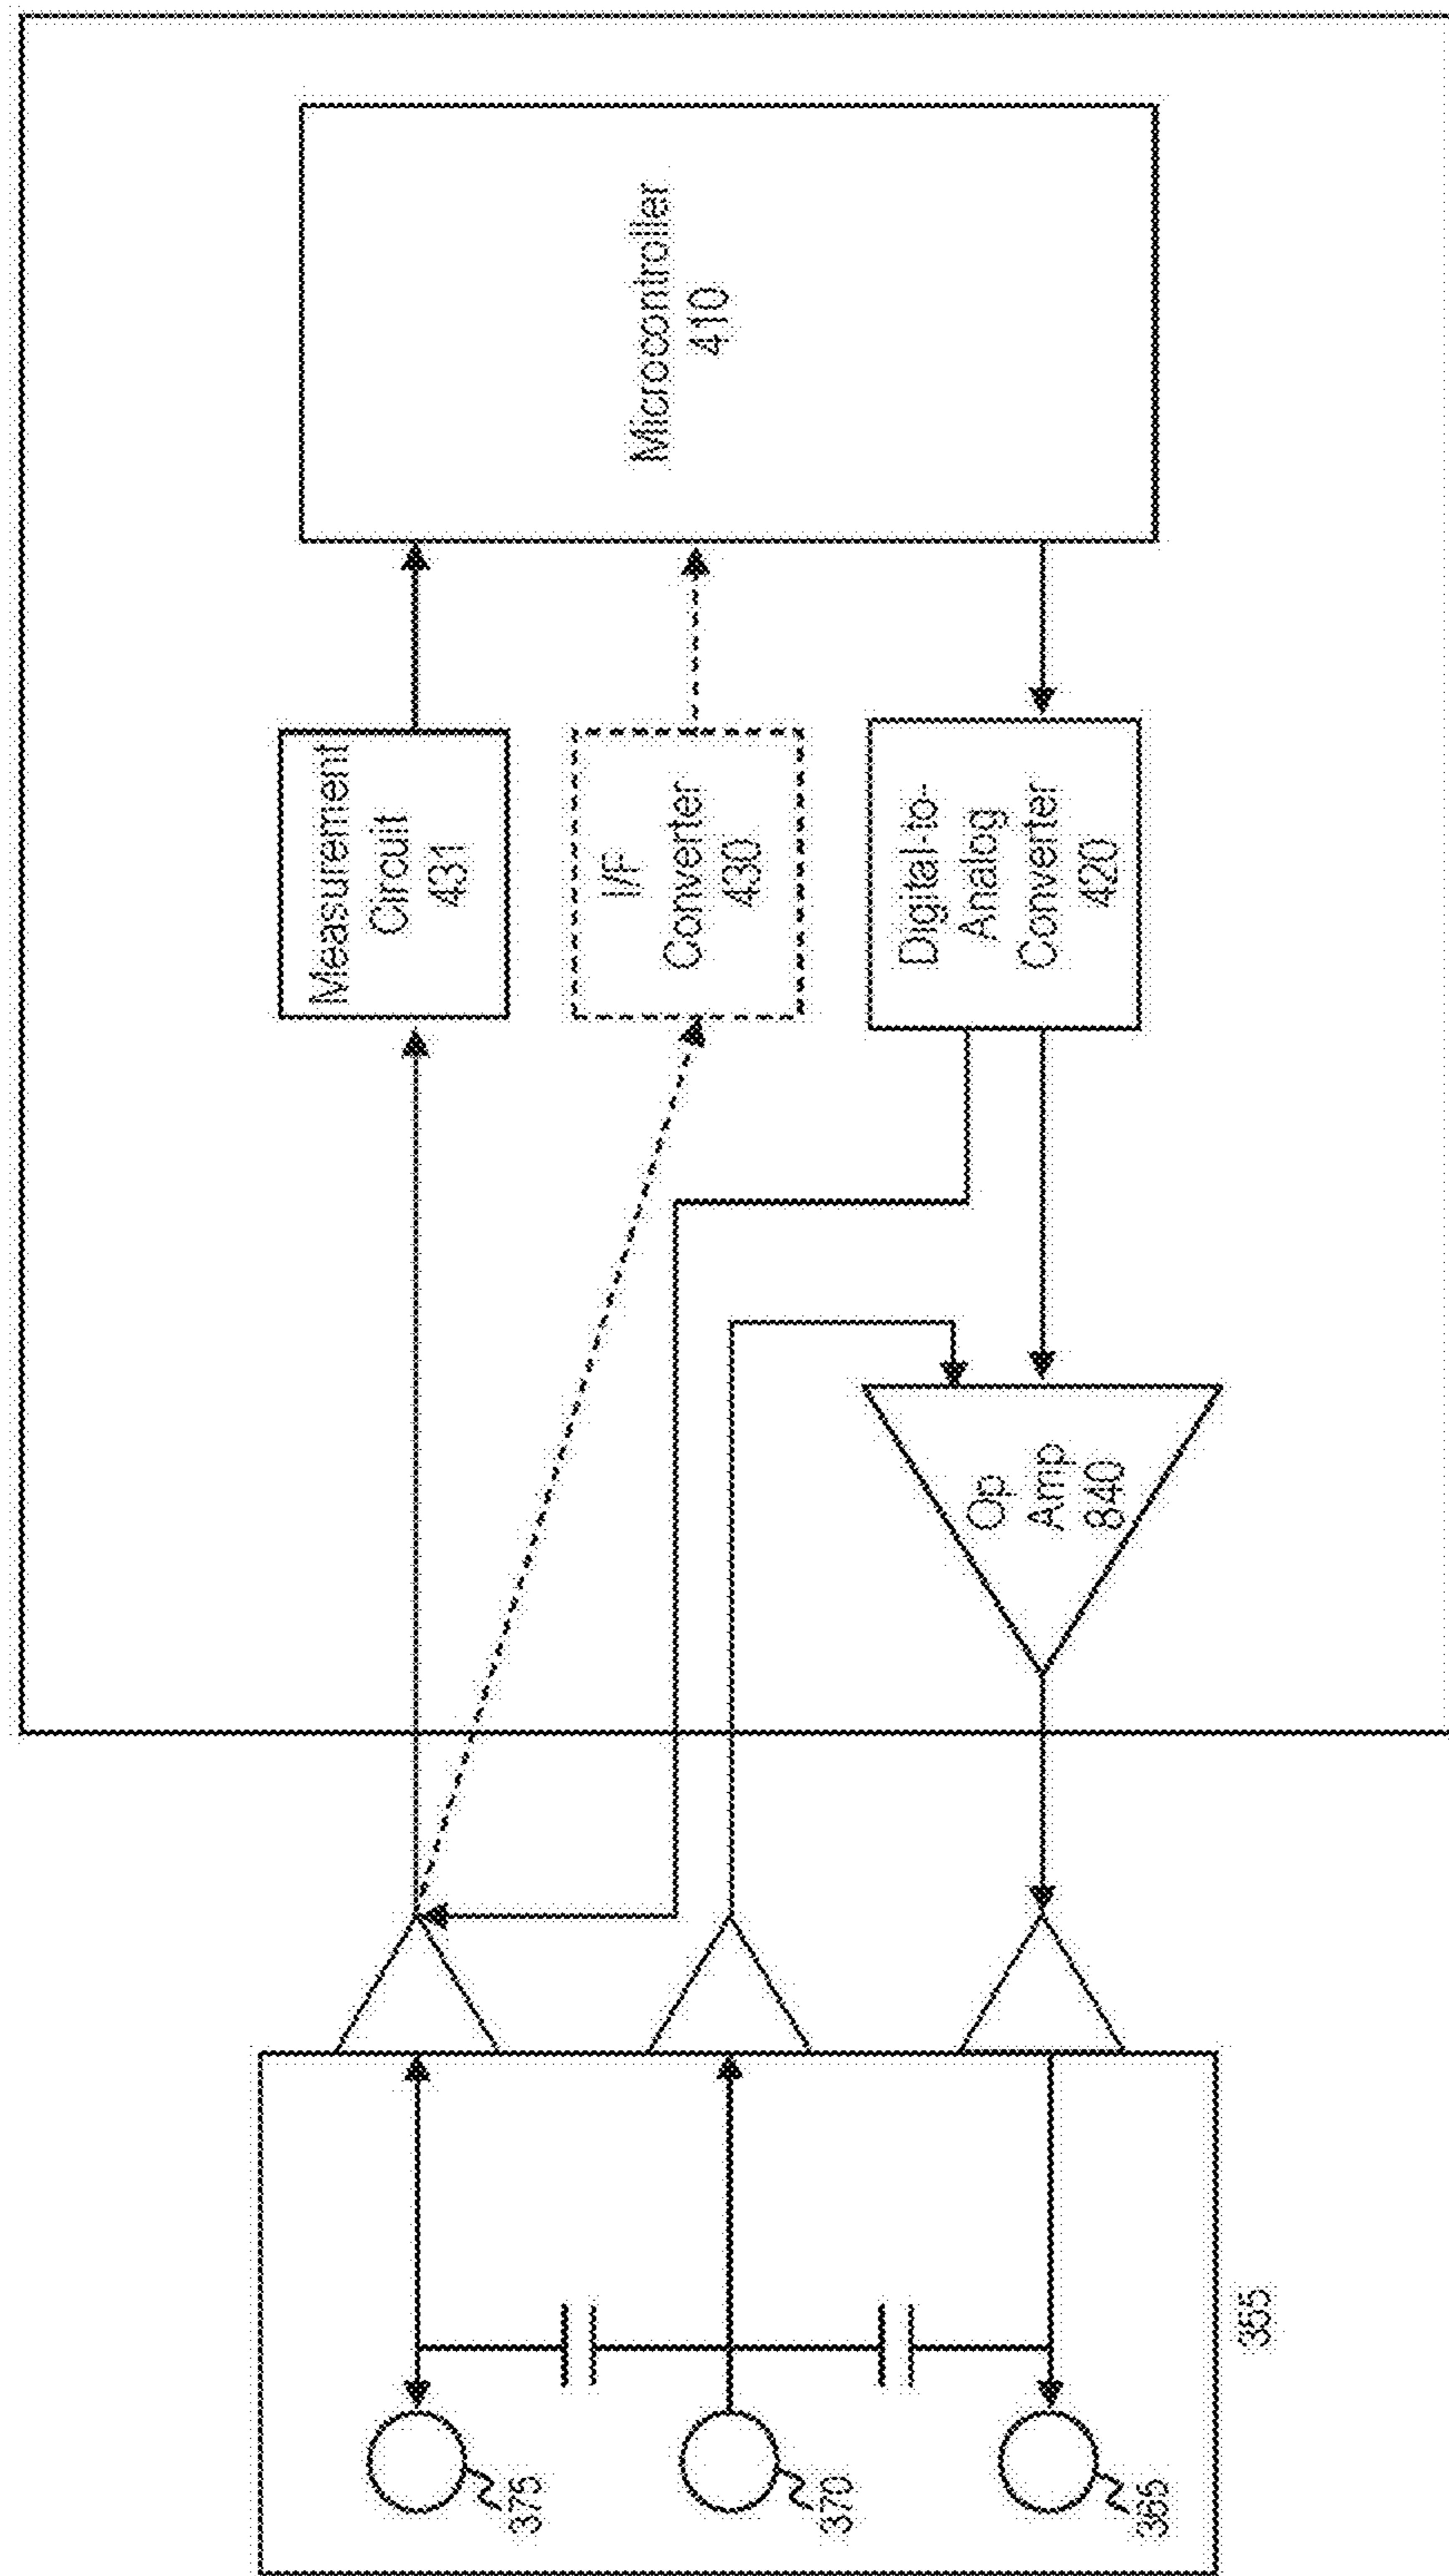 375
370
365
355
Op
Amp
840
Measurement
Circuit
431
I/F
Converter
430
Digital-to-
Analog
Converter
420
Microcontroller
410